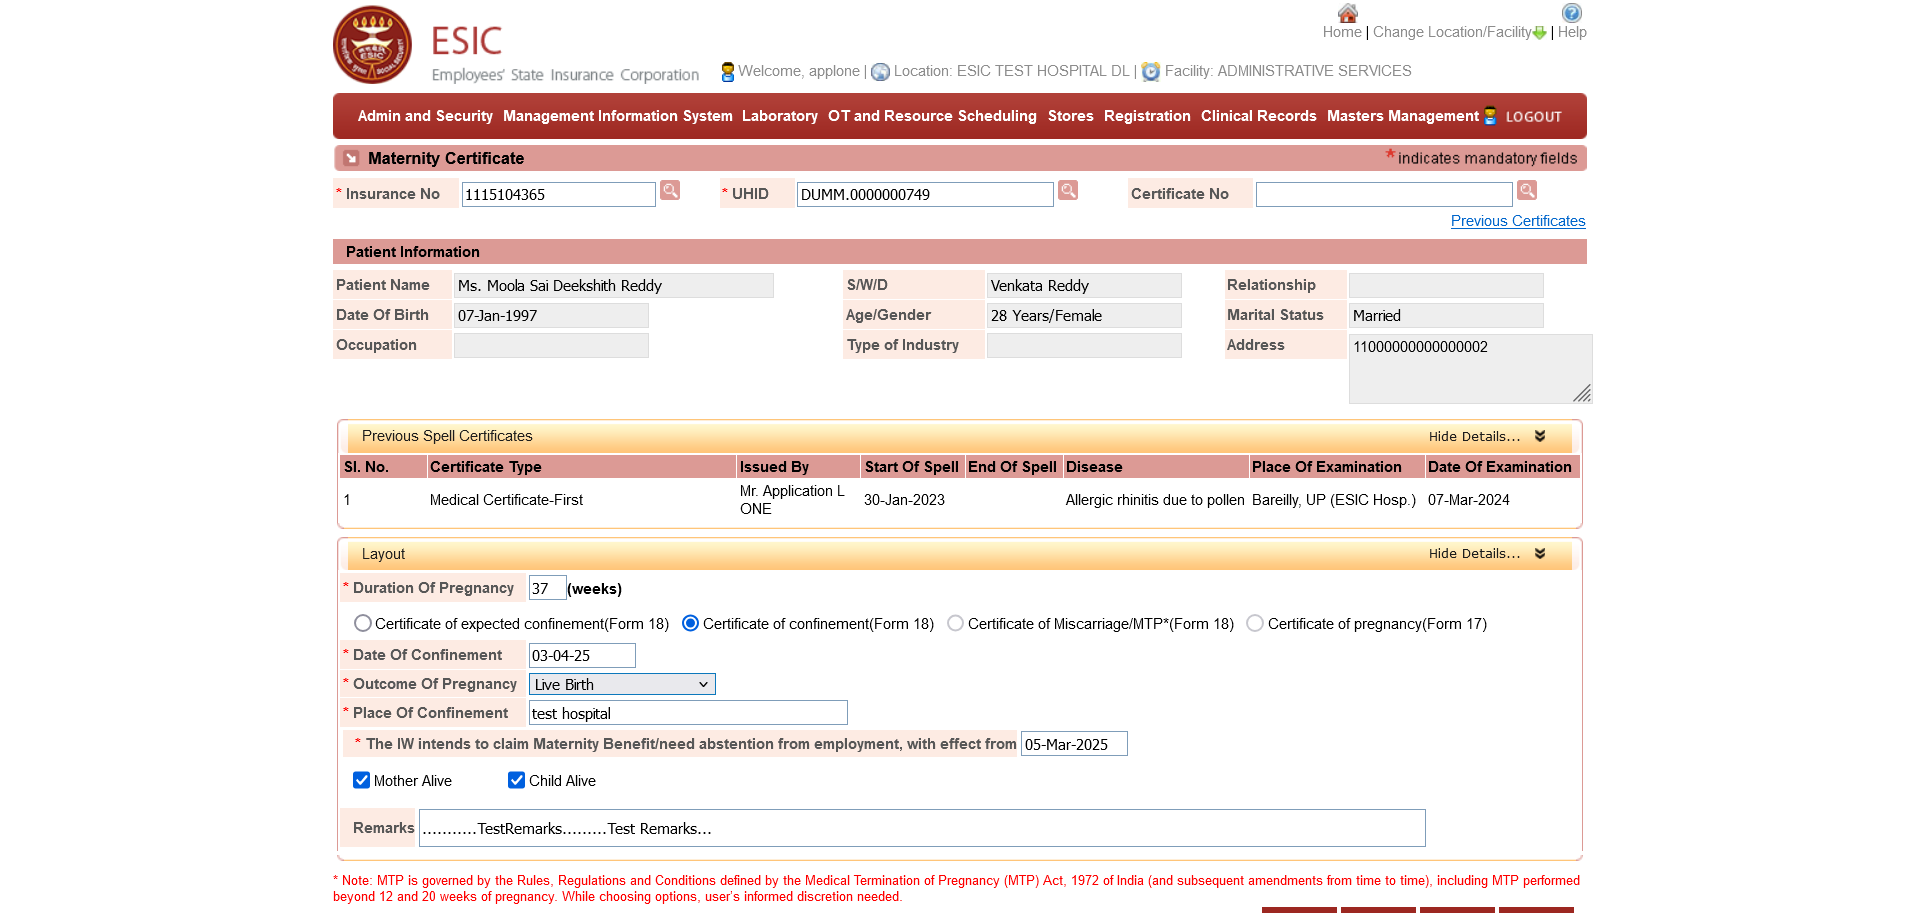 ESIC
Employees' State Insurance Corporation
Home | Change Location/Facility | Help
Welcome, applone | Location: ESIC TEST HOSPITAL DL | Facility: ADMINISTRATIVE SERVICES
Admin and Security Management Information System Laboratory OT and Resource Scheduling Stores Registration Clinical Records Masters Management LOGOUT
Maternity Certificate * indicates mandatory fields
* Insurance No 1115104365 * UHID DUMM.0000000749 Certificate No
Previous Certificates
Patient Information
Patient Name Ms. Moola Sai Deekshith Reddy S/W/D Venkata Reddy Relationship
Date Of Birth 07-Jan-1997 Age/Gender 28 Years/Female Marital Status Married
Occupation Type of Industry Address 11000000000000002
Previous Spell Certificates Hide Details...
Sl. No. Certificate Type Issued By Start Of Spell End Of Spell Disease Place Of Examination Date Of Examination
1 Medical Certificate-First Mr. Application L ONE 30-Jan-2023 Allergic rhinitis due to pollen Bareilly, UP (ESIC Hosp.) 07-Mar-2024
Layout Hide Details...
* Duration Of Pregnancy 37 (weeks)
Certificate of expected confinement(Form 18) Certificate of confinement(Form 18) Certificate of Miscarriage/MTP*(Form 18) Certificate of pregnancy(Form 17)
* Date Of Confinement 03-04-25
* Outcome Of Pregnancy Live Birth
* Place Of Confinement test hospital
* The IW intends to claim Maternity Benefit/need abstention from employment, with effect from 05-Mar-2025
Mother Alive Child Alive
Remarks ...........TestRemarks.........Test Remarks...
* Note: MTP is governed by the Rules, Regulations and Conditions defined by the Medical Termination of Pregnancy (MTP) Act, 1972 of India (and subsequent amendments from time to time), including MTP performed
beyond 12 and 20 weeks of pregnancy. While choosing options, user's informed discretion needed.